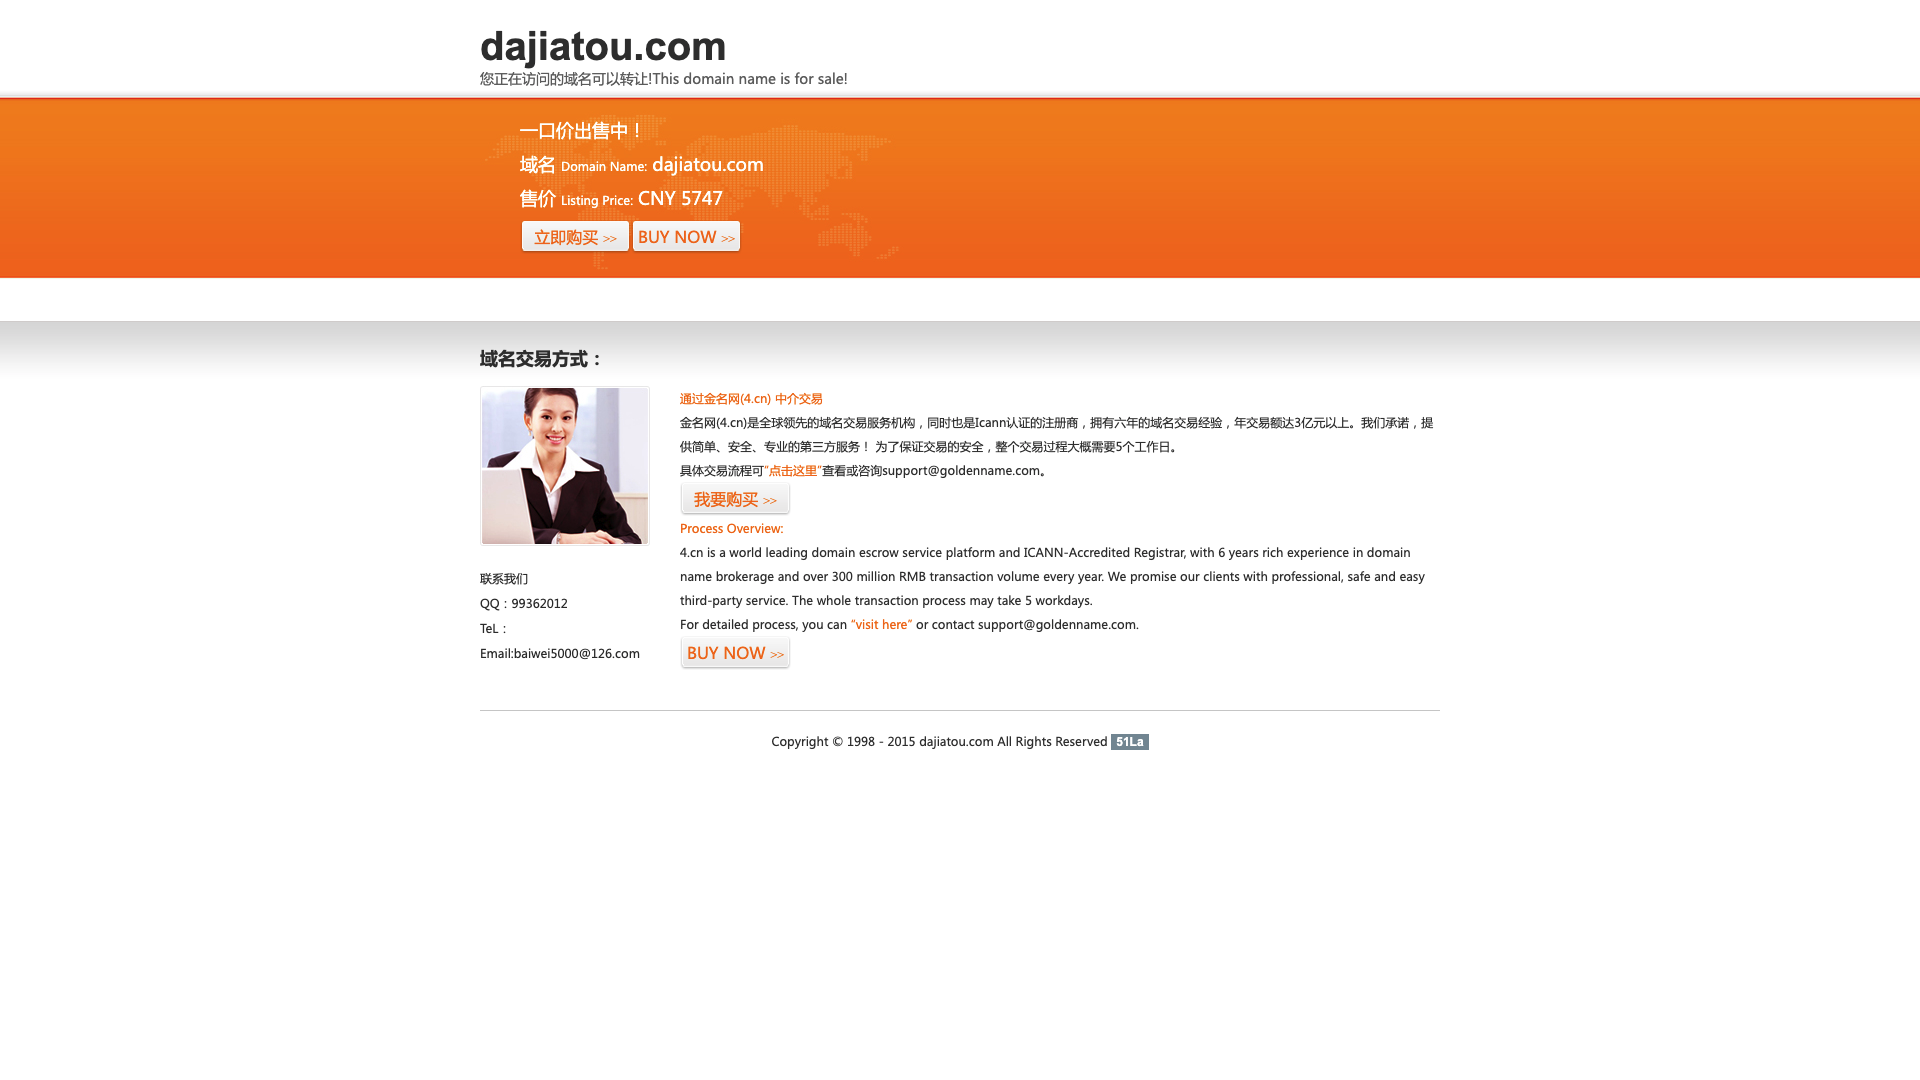 dajiatou.com
您正在访问的域名可以转让!This domain name is for sale!
一口价出售中！
域名 Domain Name: dajiatou.com
售价 Listing Price: CNY 5747
立即购买 >> BUY NOW >>
域名交易方式：
通过金名网(4.cn) 中介交易
金名网(4.cn)是全球领先的域名交易服务机构，同时也是Icann认证的注册商，拥有六年的域名交易经验，年交易额达3亿元以上。我们承诺，提
供简单、安全、专业的第三方服务！ 为了保证交易的安全，整个交易过程大概需要5个工作日。
具体交易流程可“点击这里”查看或咨询support@goldenname.com。
我要购买 >>
Process Overview:
4.cn is a world leading domain escrow service platform and ICANN-Accredited Registrar, with 6 years rich experience in domain
name brokerage and over 300 million RMB transaction volume every year. We promise our clients with professional, safe and easy
third-party service. The whole transaction process may take 5 workdays.
For detailed process, you can “visit here” or contact support@goldenname.com.
BUY NOW >>
联系我们
QQ：99362012
TeL：
Email:baiwei5000@126.com
Copyright © 1998 - 2015 dajiatou.com All Rights Reserved 51La